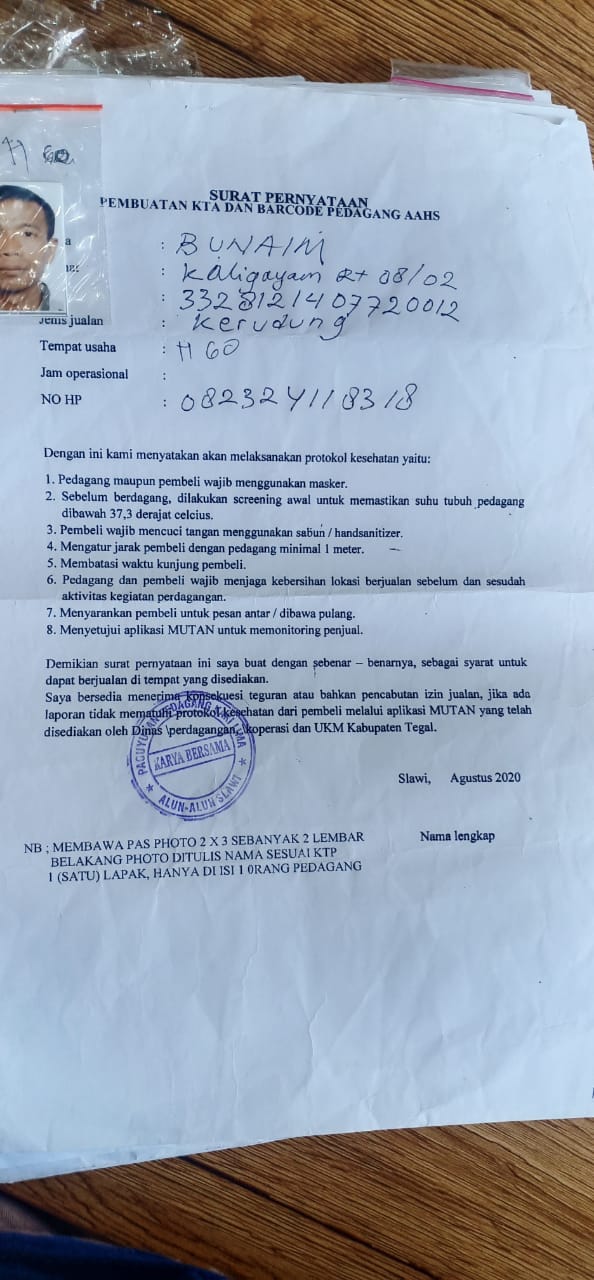 H 60
SURAT PERNYATAAN
PEMBUATAN KTA DAN BARCODE PEDAGANG AAHS
a : BUNAIM
: Kaligayam Rt 08/02
: 3328121407720012
Jenis jualan : Kerudung
Tempat usaha : H 60
Jam operasional :
NO HP : 082324118318
Dengan ini kami menyatakan akan melaksanakan protokol kesehatan yaitu:
1. Pedagang maupun pembeli wajib menggunakan masker.
2. Sebelum berdagang, dilakukan screening awal untuk memastikan suhu tubuh pedagang
dibawah 37,3 derajat celcius.
3. Pembeli wajib mencuci tangan menggunakan sabun / handsanitizer.
4. Mengatur jarak pembeli dengan pedagang minimal 1 meter.
5. Membatasi waktu kunjung pembeli.
6. Pedagang dan pembeli wajib menjaga kebersihan lokasi berjualan sebelum dan sesudah
aktivitas kegiatan perdagangan.
7. Menyarankan pembeli untuk pesan antar / dibawa pulang.
8. Menyetujui aplikasi MUTAN untuk memonitoring penjual.
Demikian surat pernyataan ini saya buat dengan sebenar – benarnya, sebagai syarat untuk
dapat berjualan di tempat yang disediakan.
Saya bersedia menerima konsekuesi teguran atau bahkan pencabutan izin jualan, jika ada
laporan tidak mematuhi protokol kesehatan dari pembeli melalui aplikasi MUTAN yang telah
disediakan oleh Dinas \perdagangan, koperasi dan UKM Kabupaten Tegal.
PAGUYUBAN PEDAGANG
KARYA BERSAMA
ALUN-ALUN SLAWI
Slawi, Agustus 2020
Nama lengkap
NB ; MEMBAWA PAS PHOTO 2 X 3 SEBANYAK 2 LEMBAR
BELAKANG PHOTO DITULIS NAMA SESUAI KTP
1 (SATU) LAPAK, HANYA DI ISI 1 0RANG PEDAGANG